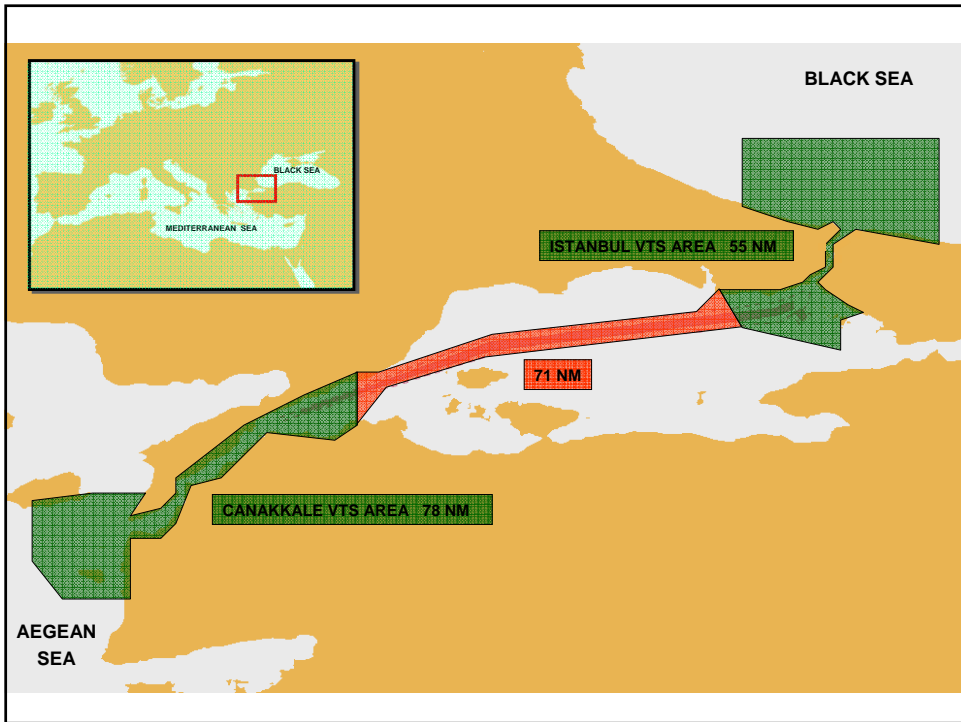 BLACK SEA
BLACK SEA
MEDITERRANEAN SEA
ISTANBUL VTS AREA 55 NM
71 NM
CANAKKALE VTS AREA 78 NM
AEGEAN
SEA